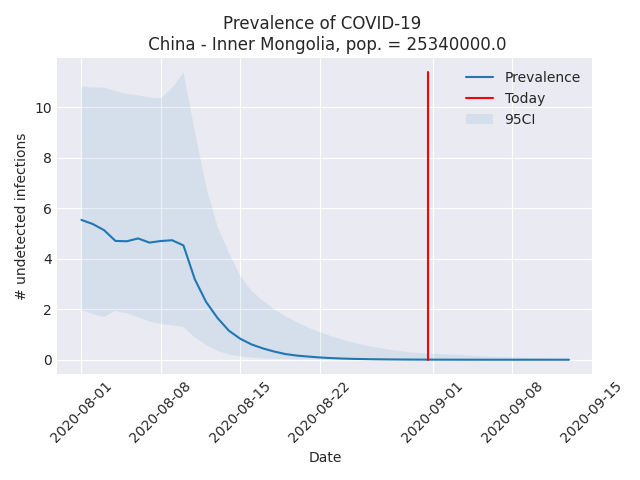 Prevalence of COVID-19
China - Inner Mongolia, pop. = 25340000.0
Prevalence
Today
95CI
# undetected infections
10
8
6
4
2
0
2020-08-01
2020-08-08
2020-08-15
2020-08-22
2020-09-01
2020-09-08
2020-09-15
Date